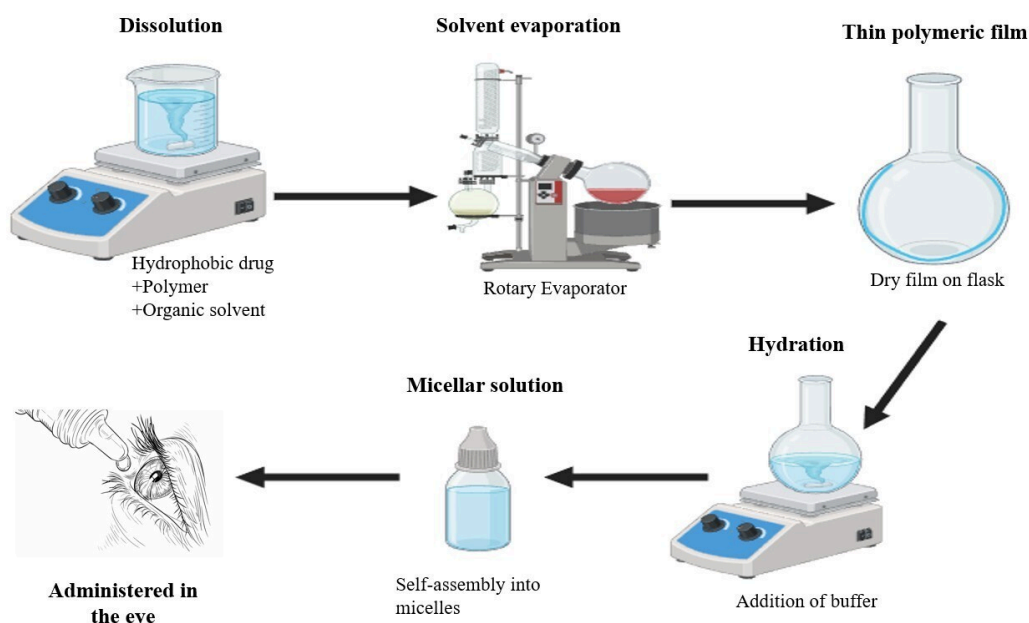 Dissolution
Solvent evaporation
Thin polymeric film
Hydrophobic drug
+Polymer
+Organic solvent
Rotary Evaporator
Dry film on flask
Hydration
Micellar solution
Self-assembly into
micelles
Addition of buffer
Administered in
the eye